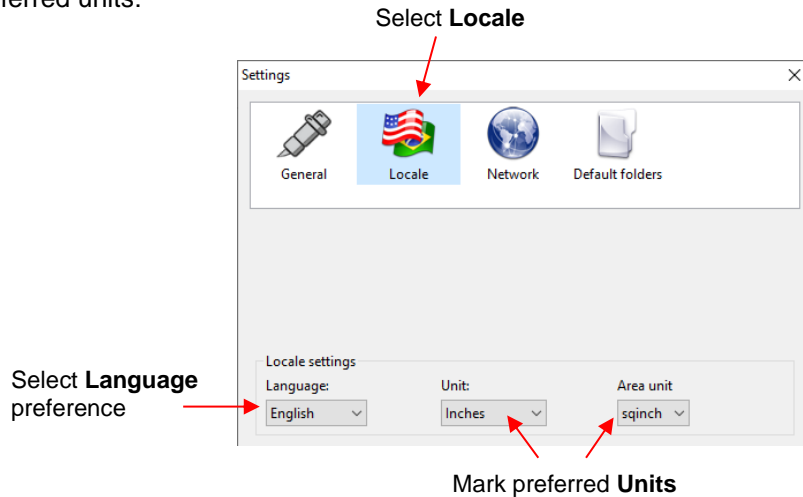 erred units.
Select Locale
Settings
General Locale Network Default folders
Locale settings
Language: Unit: Area unit
English Inches sqinch
Select Language
preference
Mark preferred Units